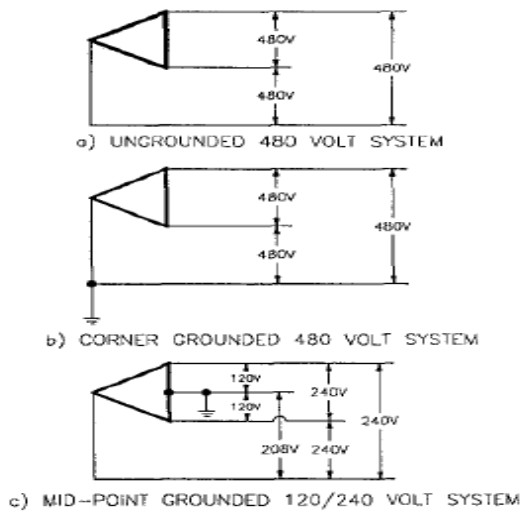 480V
480V
480V
a) UNGROUNDED 480 VOLT SYSTEM
480V
480V
480V
b) CORNER GROUNDED 480 VOLT SYSTEM
120V
120V
240V
240V
208V
240V
c) MID-POINT GROUNDED 120/240 VOLT SYSTEM